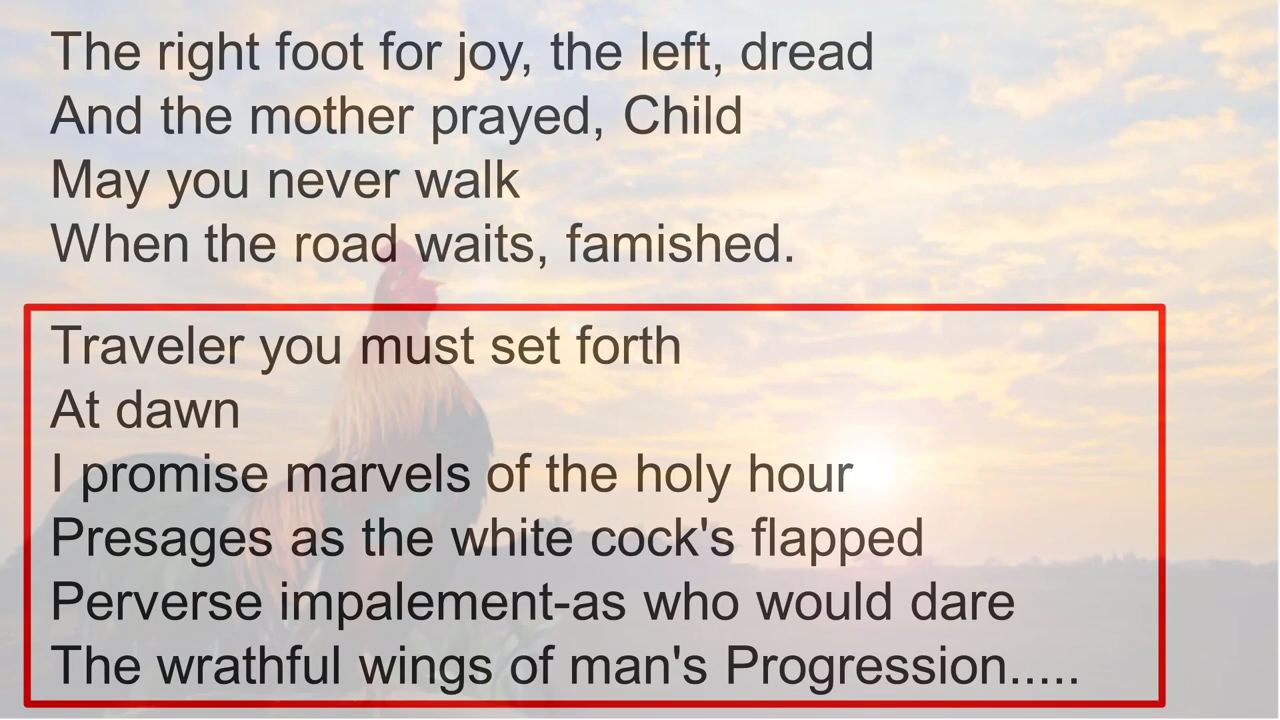 The right foot for joy, the left, dread
And the mother prayed, Child
May you never walk
When the road waits, famished.
Traveler you must set forth
At dawn
I promise marvels of the holy hour
Presages as the white cock's flapped
Perverse impalement-as who would dare
The wrathful wings of man's Progression.....